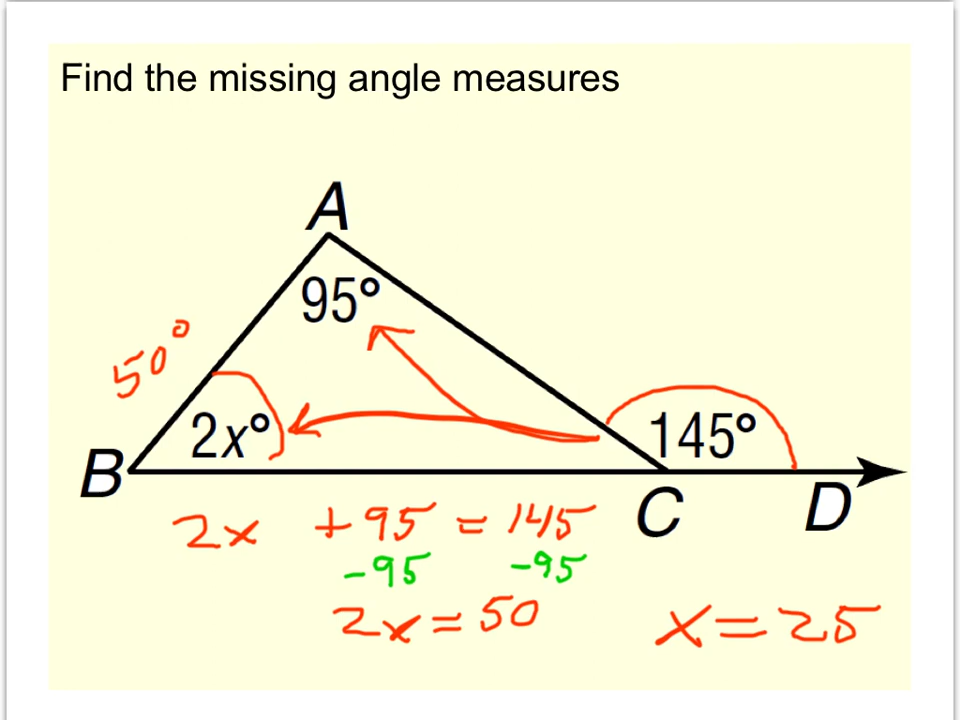 Find the missing angle measures
A
95°
50°
2x°
145°
B
C
D
2x + 95 = 145
-95 -95
2x = 50
x = 25